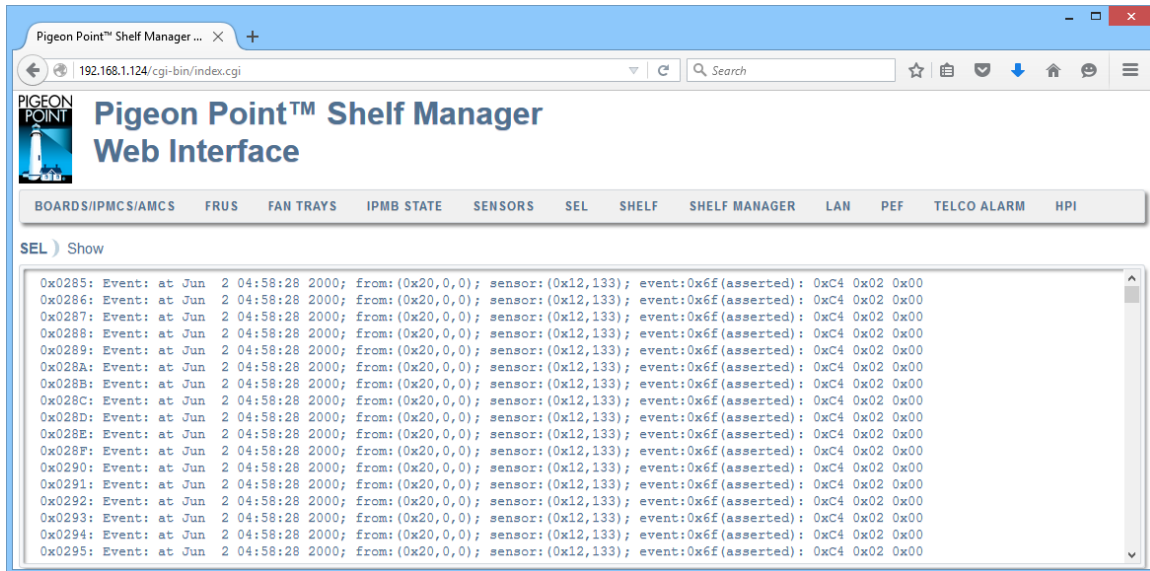 Pigeon Point™ Shelf Manager ... × +
192.168.1.124/cgi-bin/index.cgi Search
PIGEON
POINT
Pigeon Point™ Shelf Manager
Web Interface
BOARDS/IPMCS/AMCS FRUS FAN TRAYS IPMB STATE SENSORS SEL SHELF SHELF MANAGER LAN PEF TELCO ALARM HPI
SEL ) Show
0x0285: Event: at Jun  2 04:58:28 2000; from:(0x20,0,0); sensor:(0x12,133); event:0x6f(asserted): 0xC4 0x02 0x00
0x0286: Event: at Jun  2 04:58:28 2000; from:(0x20,0,0); sensor:(0x12,133); event:0x6f(asserted): 0xC4 0x02 0x00
0x0287: Event: at Jun  2 04:58:28 2000; from:(0x20,0,0); sensor:(0x12,133); event:0x6f(asserted): 0xC4 0x02 0x00
0x0288: Event: at Jun  2 04:58:28 2000; from:(0x20,0,0); sensor:(0x12,133); event:0x6f(asserted): 0xC4 0x02 0x00
0x0289: Event: at Jun  2 04:58:28 2000; from:(0x20,0,0); sensor:(0x12,133); event:0x6f(asserted): 0xC4 0x02 0x00
0x028A: Event: at Jun  2 04:58:28 2000; from:(0x20,0,0); sensor:(0x12,133); event:0x6f(asserted): 0xC4 0x02 0x00
0x028B: Event: at Jun  2 04:58:28 2000; from:(0x20,0,0); sensor:(0x12,133); event:0x6f(asserted): 0xC4 0x02 0x00
0x028C: Event: at Jun  2 04:58:28 2000; from:(0x20,0,0); sensor:(0x12,133); event:0x6f(asserted): 0xC4 0x02 0x00
0x028D: Event: at Jun  2 04:58:28 2000; from:(0x20,0,0); sensor:(0x12,133); event:0x6f(asserted): 0xC4 0x02 0x00
0x028E: Event: at Jun  2 04:58:28 2000; from:(0x20,0,0); sensor:(0x12,133); event:0x6f(asserted): 0xC4 0x02 0x00
0x028F: Event: at Jun  2 04:58:28 2000; from:(0x20,0,0); sensor:(0x12,133); event:0x6f(asserted): 0xC4 0x02 0x00
0x0290: Event: at Jun  2 04:58:28 2000; from:(0x20,0,0); sensor:(0x12,133); event:0x6f(asserted): 0xC4 0x02 0x00
0x0291: Event: at Jun  2 04:58:28 2000; from:(0x20,0,0); sensor:(0x12,133); event:0x6f(asserted): 0xC4 0x02 0x00
0x0292: Event: at Jun  2 04:58:28 2000; from:(0x20,0,0); sensor:(0x12,133); event:0x6f(asserted): 0xC4 0x02 0x00
0x0293: Event: at Jun  2 04:58:28 2000; from:(0x20,0,0); sensor:(0x12,133); event:0x6f(asserted): 0xC4 0x02 0x00
0x0294: Event: at Jun  2 04:58:28 2000; from:(0x20,0,0); sensor:(0x12,133); event:0x6f(asserted): 0xC4 0x02 0x00
0x0295: Event: at Jun  2 04:58:28 2000; from:(0x20,0,0); sensor:(0x12,133); event:0x6f(asserted): 0xC4 0x02 0x00